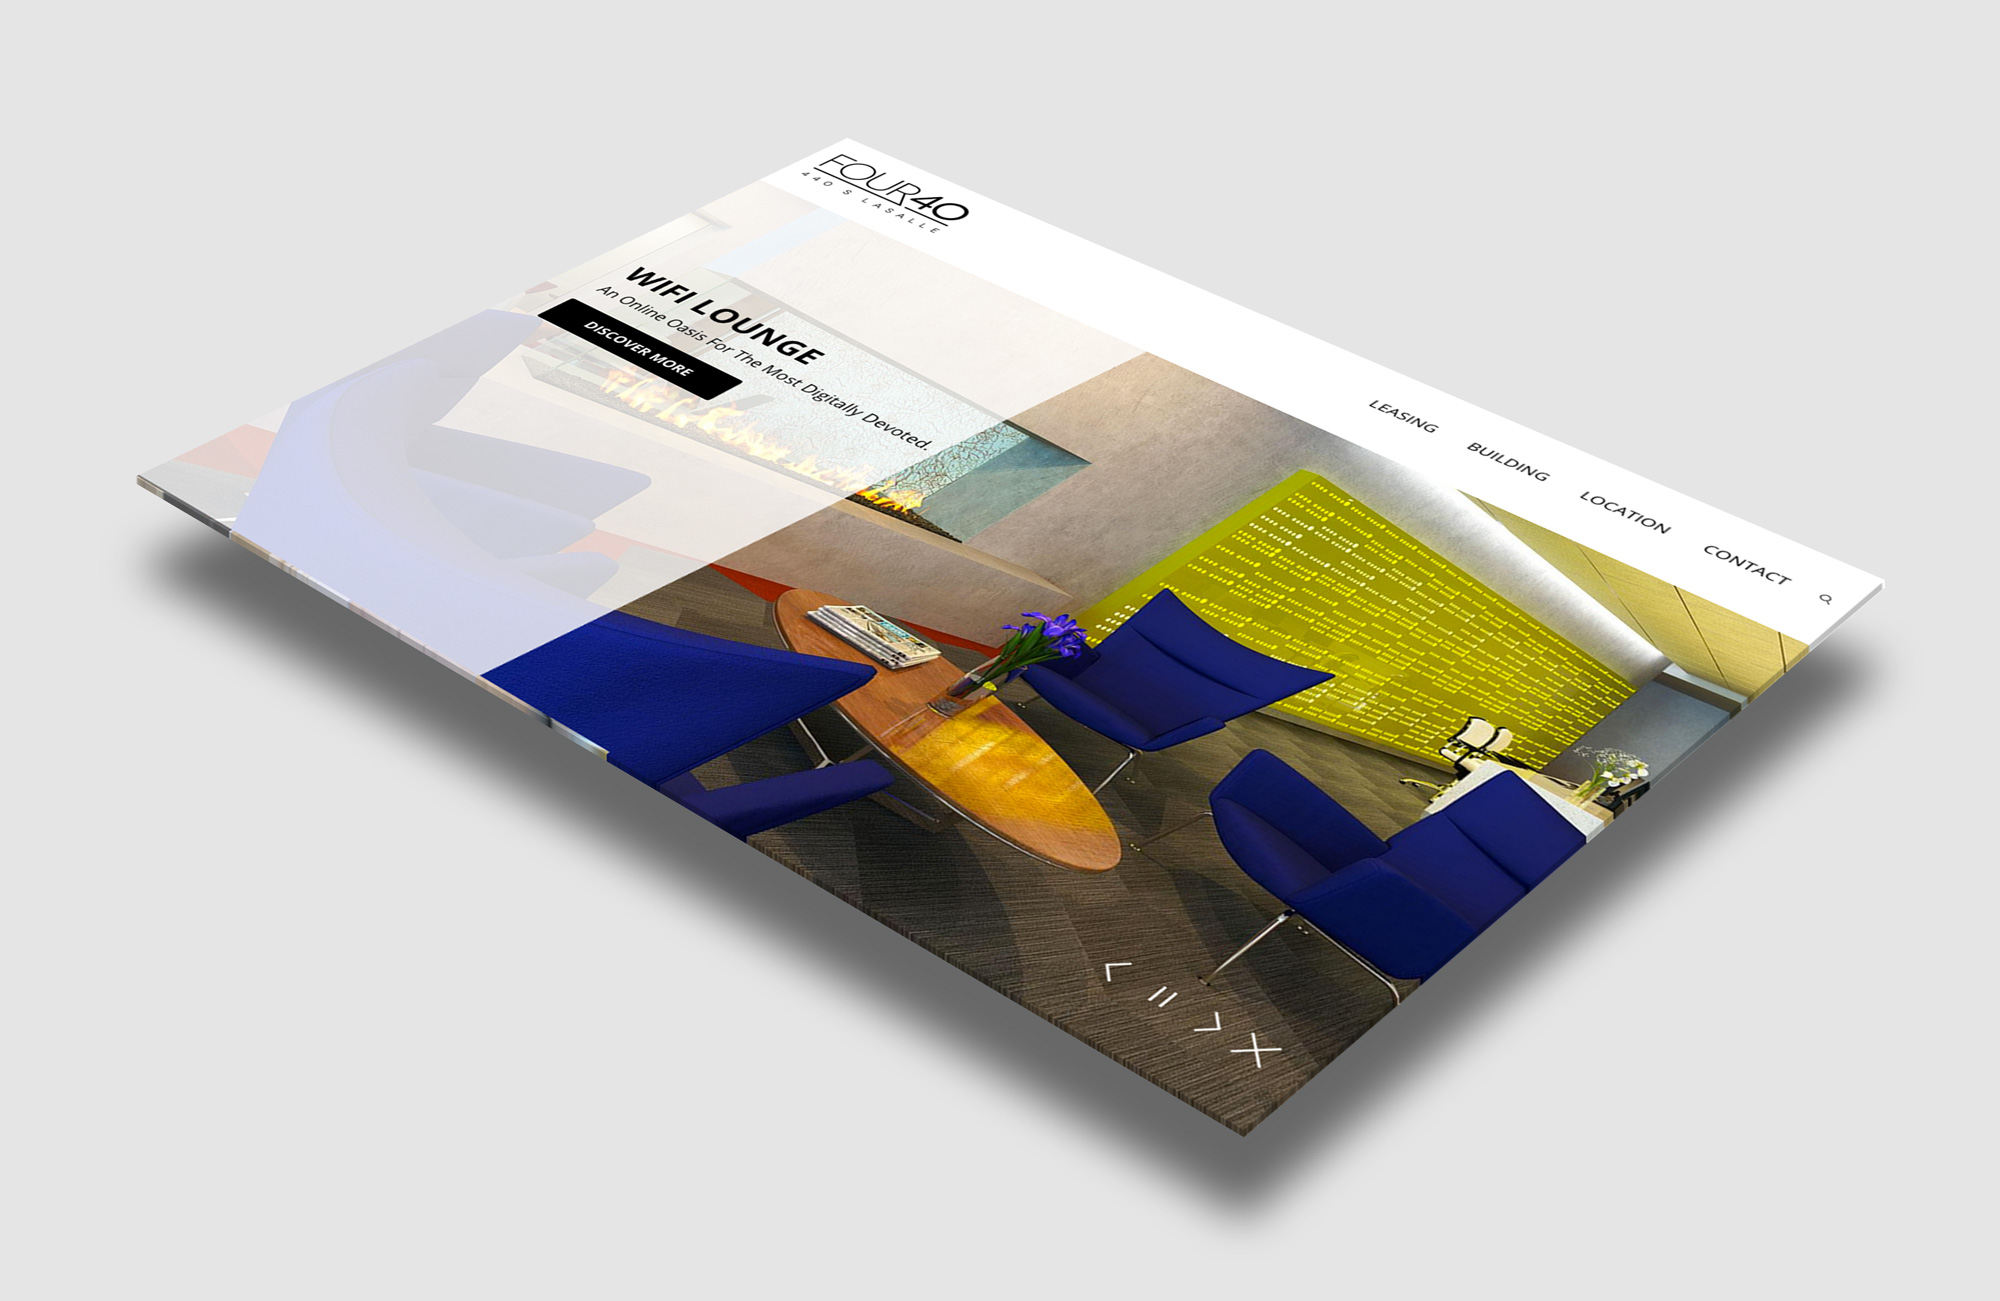 FOUR40
440 S LASALLE
LEASING
BUILDING
LOCATION
CONTACT
WIFI LOUNGE
An Online Oasis For The Most Digitally Devoted.
DISCOVER MORE